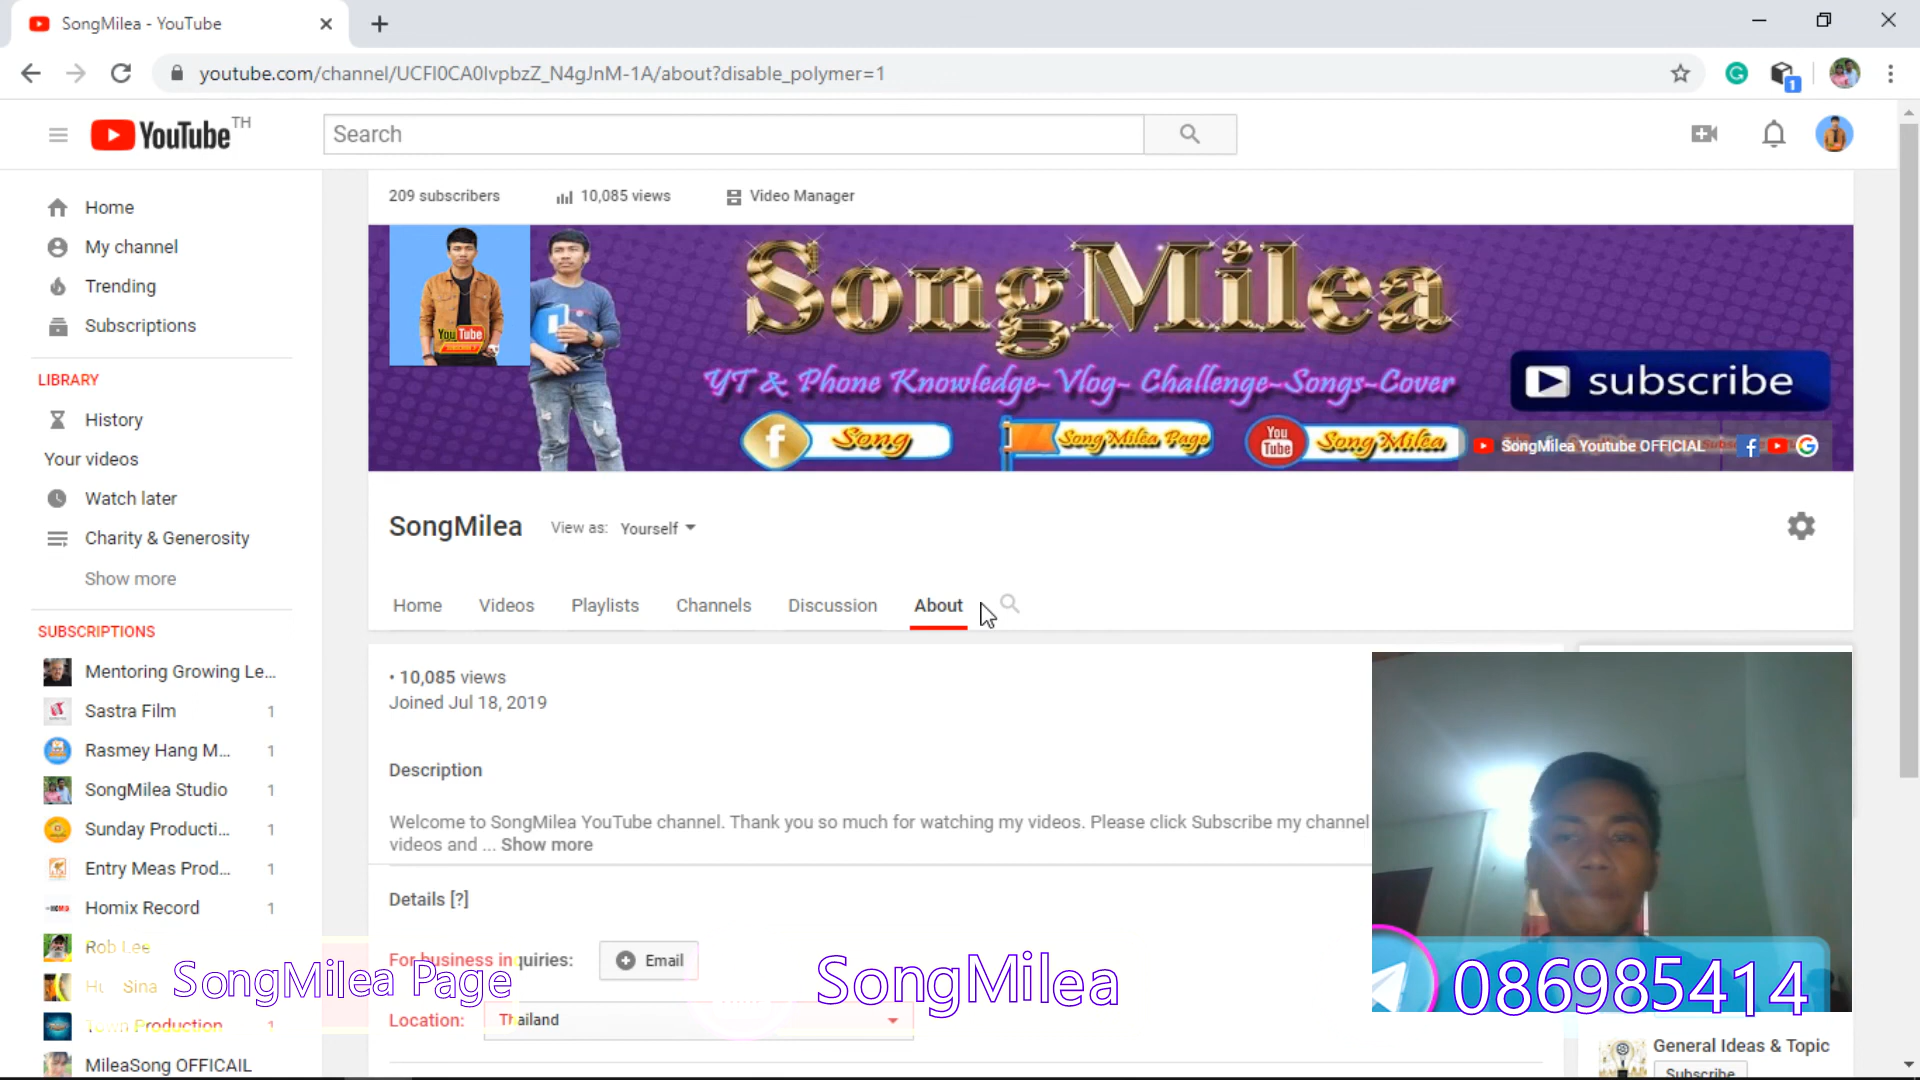 SongMilea - YouTube
youtube.com/channel/UCFI0CA0IvpbzZ_N4gJnM-1A/about?disable_polymer=1
1
YouTube TH
Search
209 subscribers
10,085 views
Video Manager
Home
My channel
Trending
Subscriptions
LIBRARY
History
Your videos
Watch later
Charity & Generosity
Show more
SUBSCRIPTIONS
Mentoring Growing Le...
Sastra Film 1
Rasmey Hang M... 1
SongMilea Studio 1
Sunday Producti... 1
Entry Meas Prod... 1
Homix Record 1
Rob Lee
Sina
Town Production 1
MileaSong OFFICAIL
YouTube
SongMilea
YT & Phone Knowledge~Vlog~ Challenge~Songs~Cover
subscribe
Song
SongMilea Page
You Tube
SongMilea
SongMilea Youtube OFFICIAL
SongMilea
View as: Yourself
Home
Videos
Playlists
Channels
Discussion
About
• 10,085 views
Joined Jul 18, 2019
Description
Welcome to SongMilea YouTube channel. Thank you so much for watching my videos. Please click Subscribe my channel
videos and ... Show more
Details [?]
For business inquiries:
Email
Location:
Thailand
SongMilea Page
SongMilea
086985414
General Ideas & Topic
Subscribe